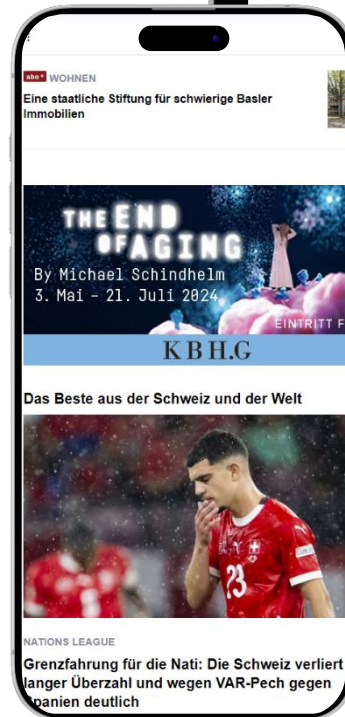 abo+ WOHNEN
Eine staatliche Stiftung für schwierige Basler
Immobilien
THE END
OF AGING
By Michael Schindhelm
3. Mai – 21. Juli 2024
EINTRITT F
KBH.G
Das Beste aus der Schweiz und der Welt
23
NATIONS LEAGUE
Grenzfahrung für die Nati: Die Schweiz verliert
langer Überzahl und wegen VAR-Pech gegen
Spanien deutlich